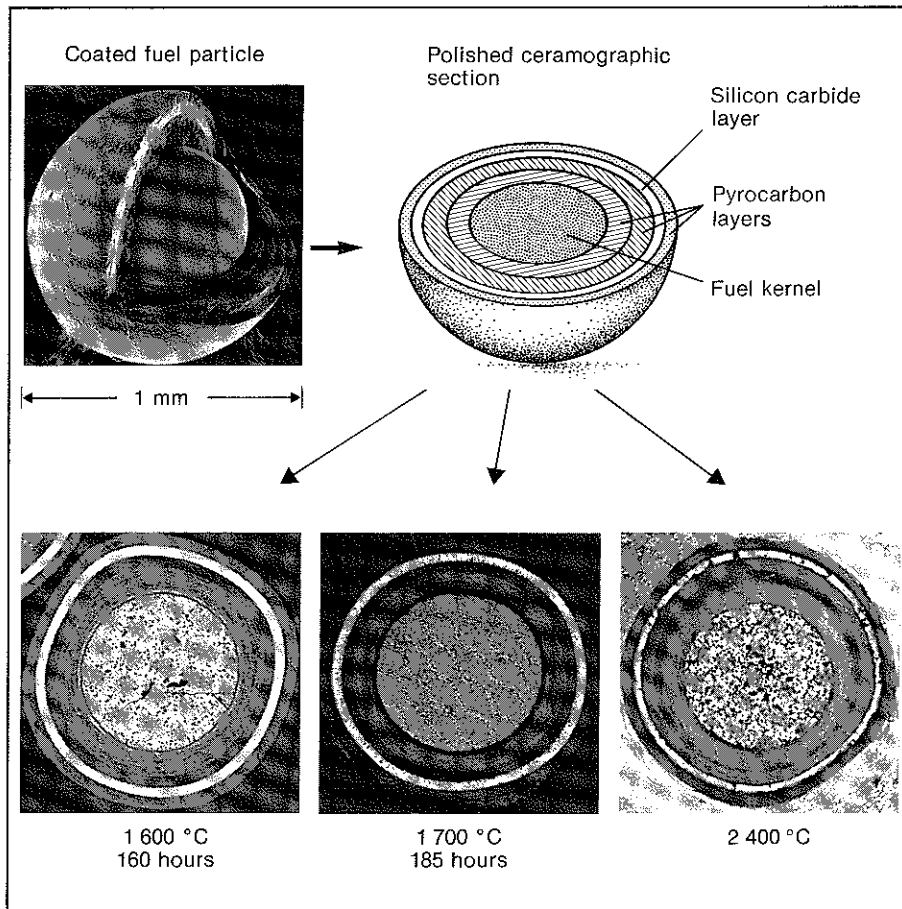 Coated fuel particle
Polished ceramographic
section
Silicon carbide
layer
Pyrocarbon
layers
Fuel kernel
1 mm
1 600 °C
160 hours
1 700 °C
185 hours
2 400 °C